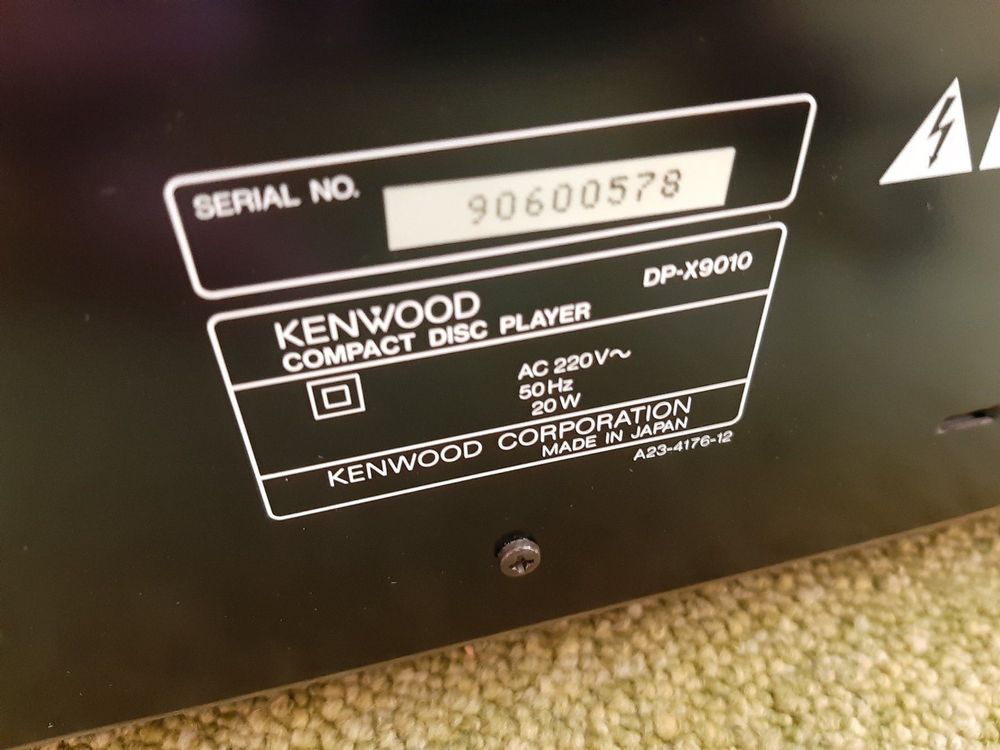 SERIAL NO. 90600578
KENWOOD DP-X9010
COMPACT DISC PLAYER
AC 220V~
50Hz
20W
KENWOOD CORPORATION
MADE IN JAPAN
A23-4176-12